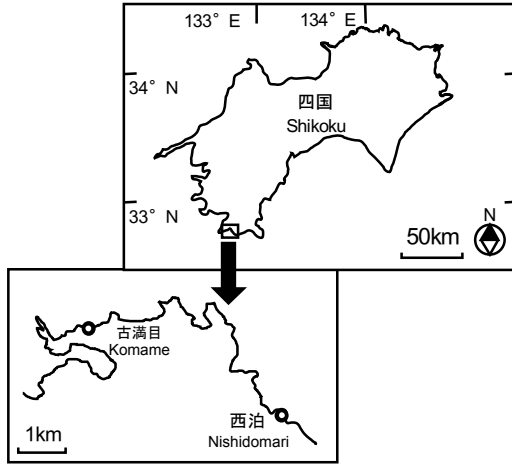 133° E 134° E
34° N
四国
Shikoku
33° N
N
50km
古満目
Komame
西泊
Nishidomari
1km